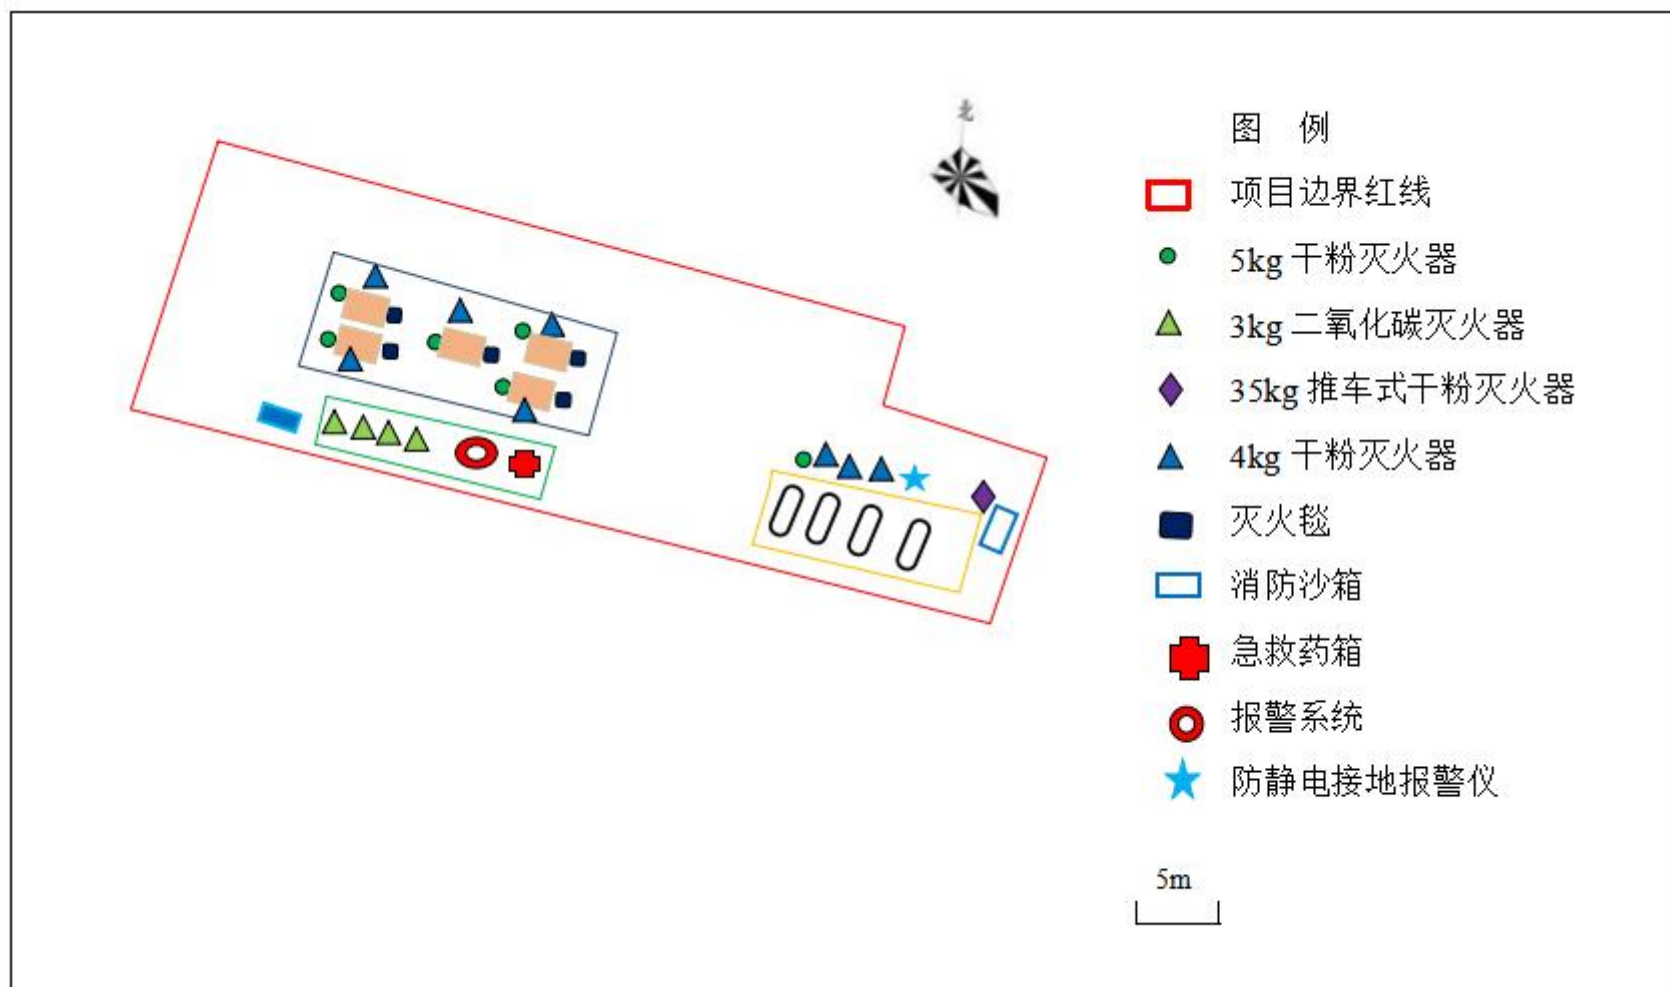 北
图 例
项目边界红线
5kg 干粉灭火器
3kg 二氧化碳灭火器
35kg 推车式干粉灭火器
4kg 干粉灭火器
灭火毯
消防沙箱
急救药箱
报警系统
防静电接地报警仪
5m